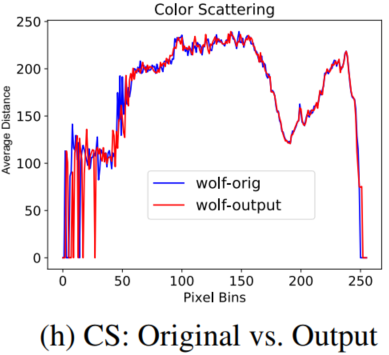 Color Scattering
250
200
150
100
50
0
Average Distance
wolf-orig
wolf-output
0 50 100 150 200 250
Pixel Bins
(h) CS: Original vs. Output